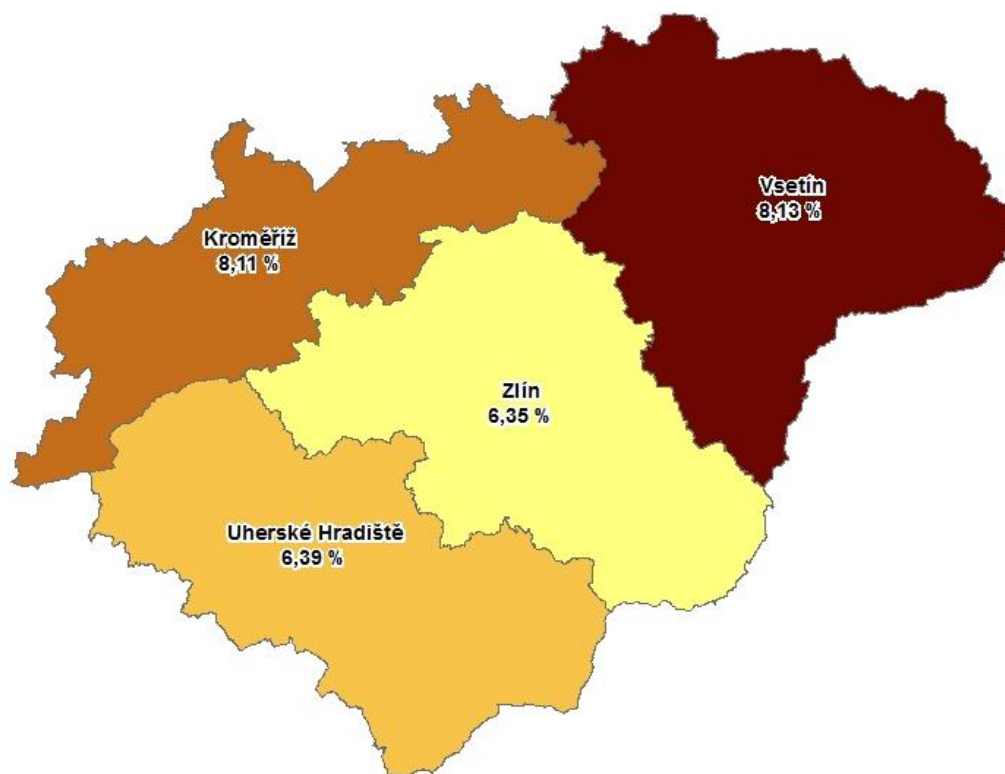 Vsetín
8,13 %
Kroměříž
8,11 %
Zlín
6,35 %
Uherské Hradiště
6,39 %